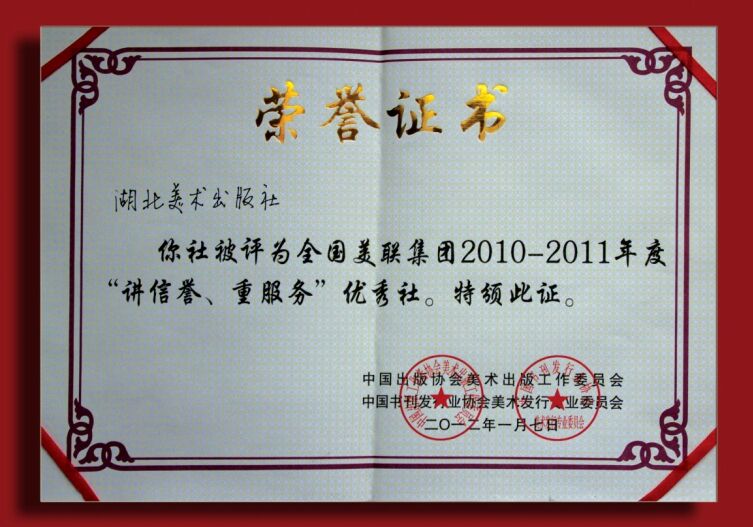 荣誉证书
湖北美术出版社
你社被评为全国美联集团2010-2011年度
“讲信誉、重服务”优秀社。特颁此证。
中国出版协会美术出版工作委员会
中国书刊发行业协会美术发行专业委员会
二〇一二年一月七日